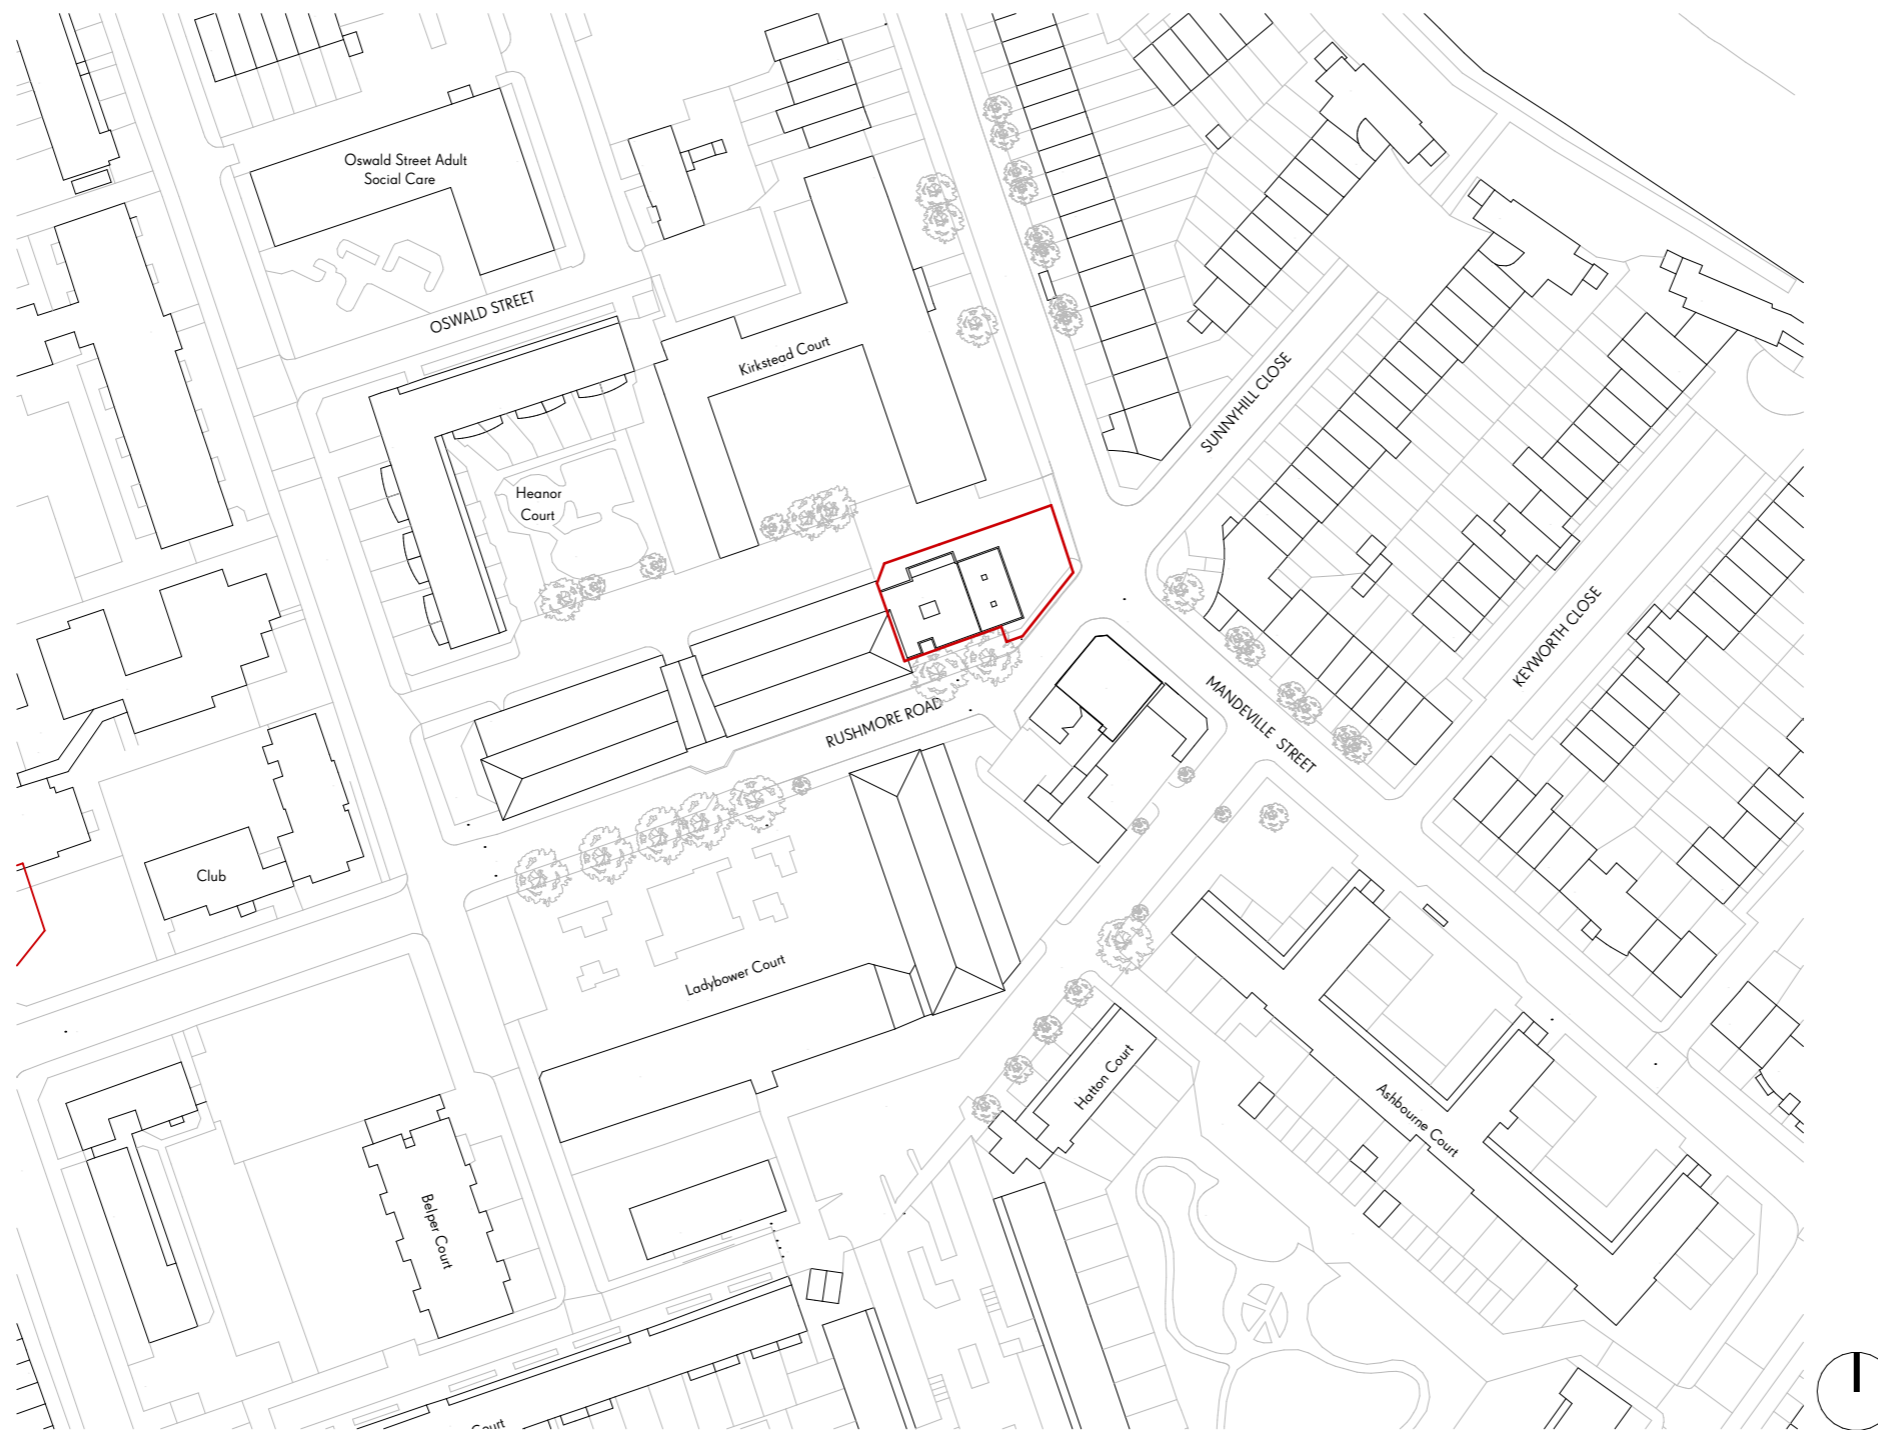 Oswald Street Adult
Social Care
OSWALD STREET
Kirkstead Court
SUNNYHILL CLOSE
Heanor
Court
KEYWORTH CLOSE
RUSHMORE ROAD
MANDEVILLE STREET
Club
Ladybower Court
Hatton Court
Ashbourne Court
Belper Court
Court